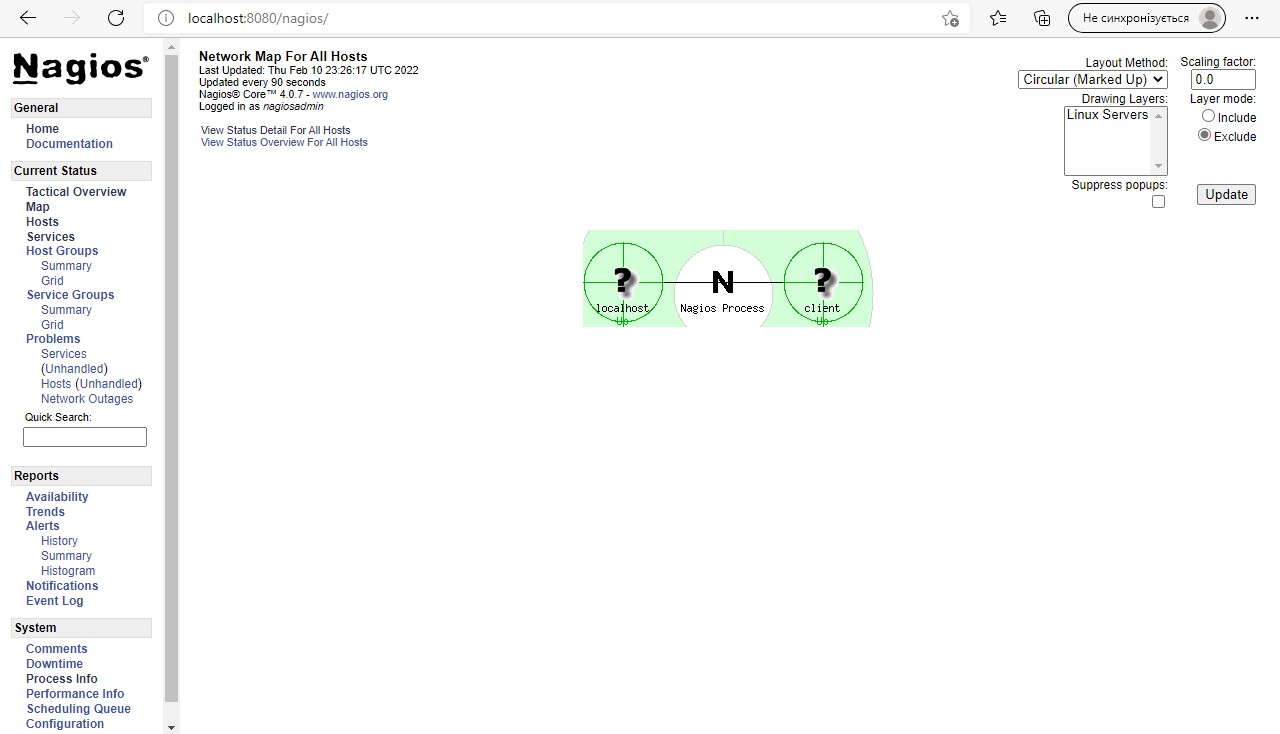 localhost:8080/nagios/
Не синхронізується
Nagios®
General
Home
Documentation
Current Status
Tactical Overview
Map
Hosts
Services
Host Groups
Summary
Grid
Service Groups
Summary
Grid
Problems
Services
(Unhandled)
Hosts (Unhandled)
Network Outages
Quick Search:
Reports
Availability
Trends
Alerts
History
Summary
Histogram
Notifications
Event Log
System
Comments
Downtime
Process Info
Performance Info
Scheduling Queue
Configuration
Network Map For All Hosts
Last Updated: Thu Feb 10 23:26:17 UTC 2022
Updated every 90 seconds
Nagios® Core™ 4.0.7 - www.nagios.org
Logged in as nagiosadmin
View Status Detail For All Hosts
View Status Overview For All Hosts
Layout Method:
Circular (Marked Up)
Scaling factor:
0.0
Drawing Layers:
Linux Servers
Layer mode:
Include
Exclude
Suppress popups:
Update
? N ?
localhost Nagios Process client
Up Up